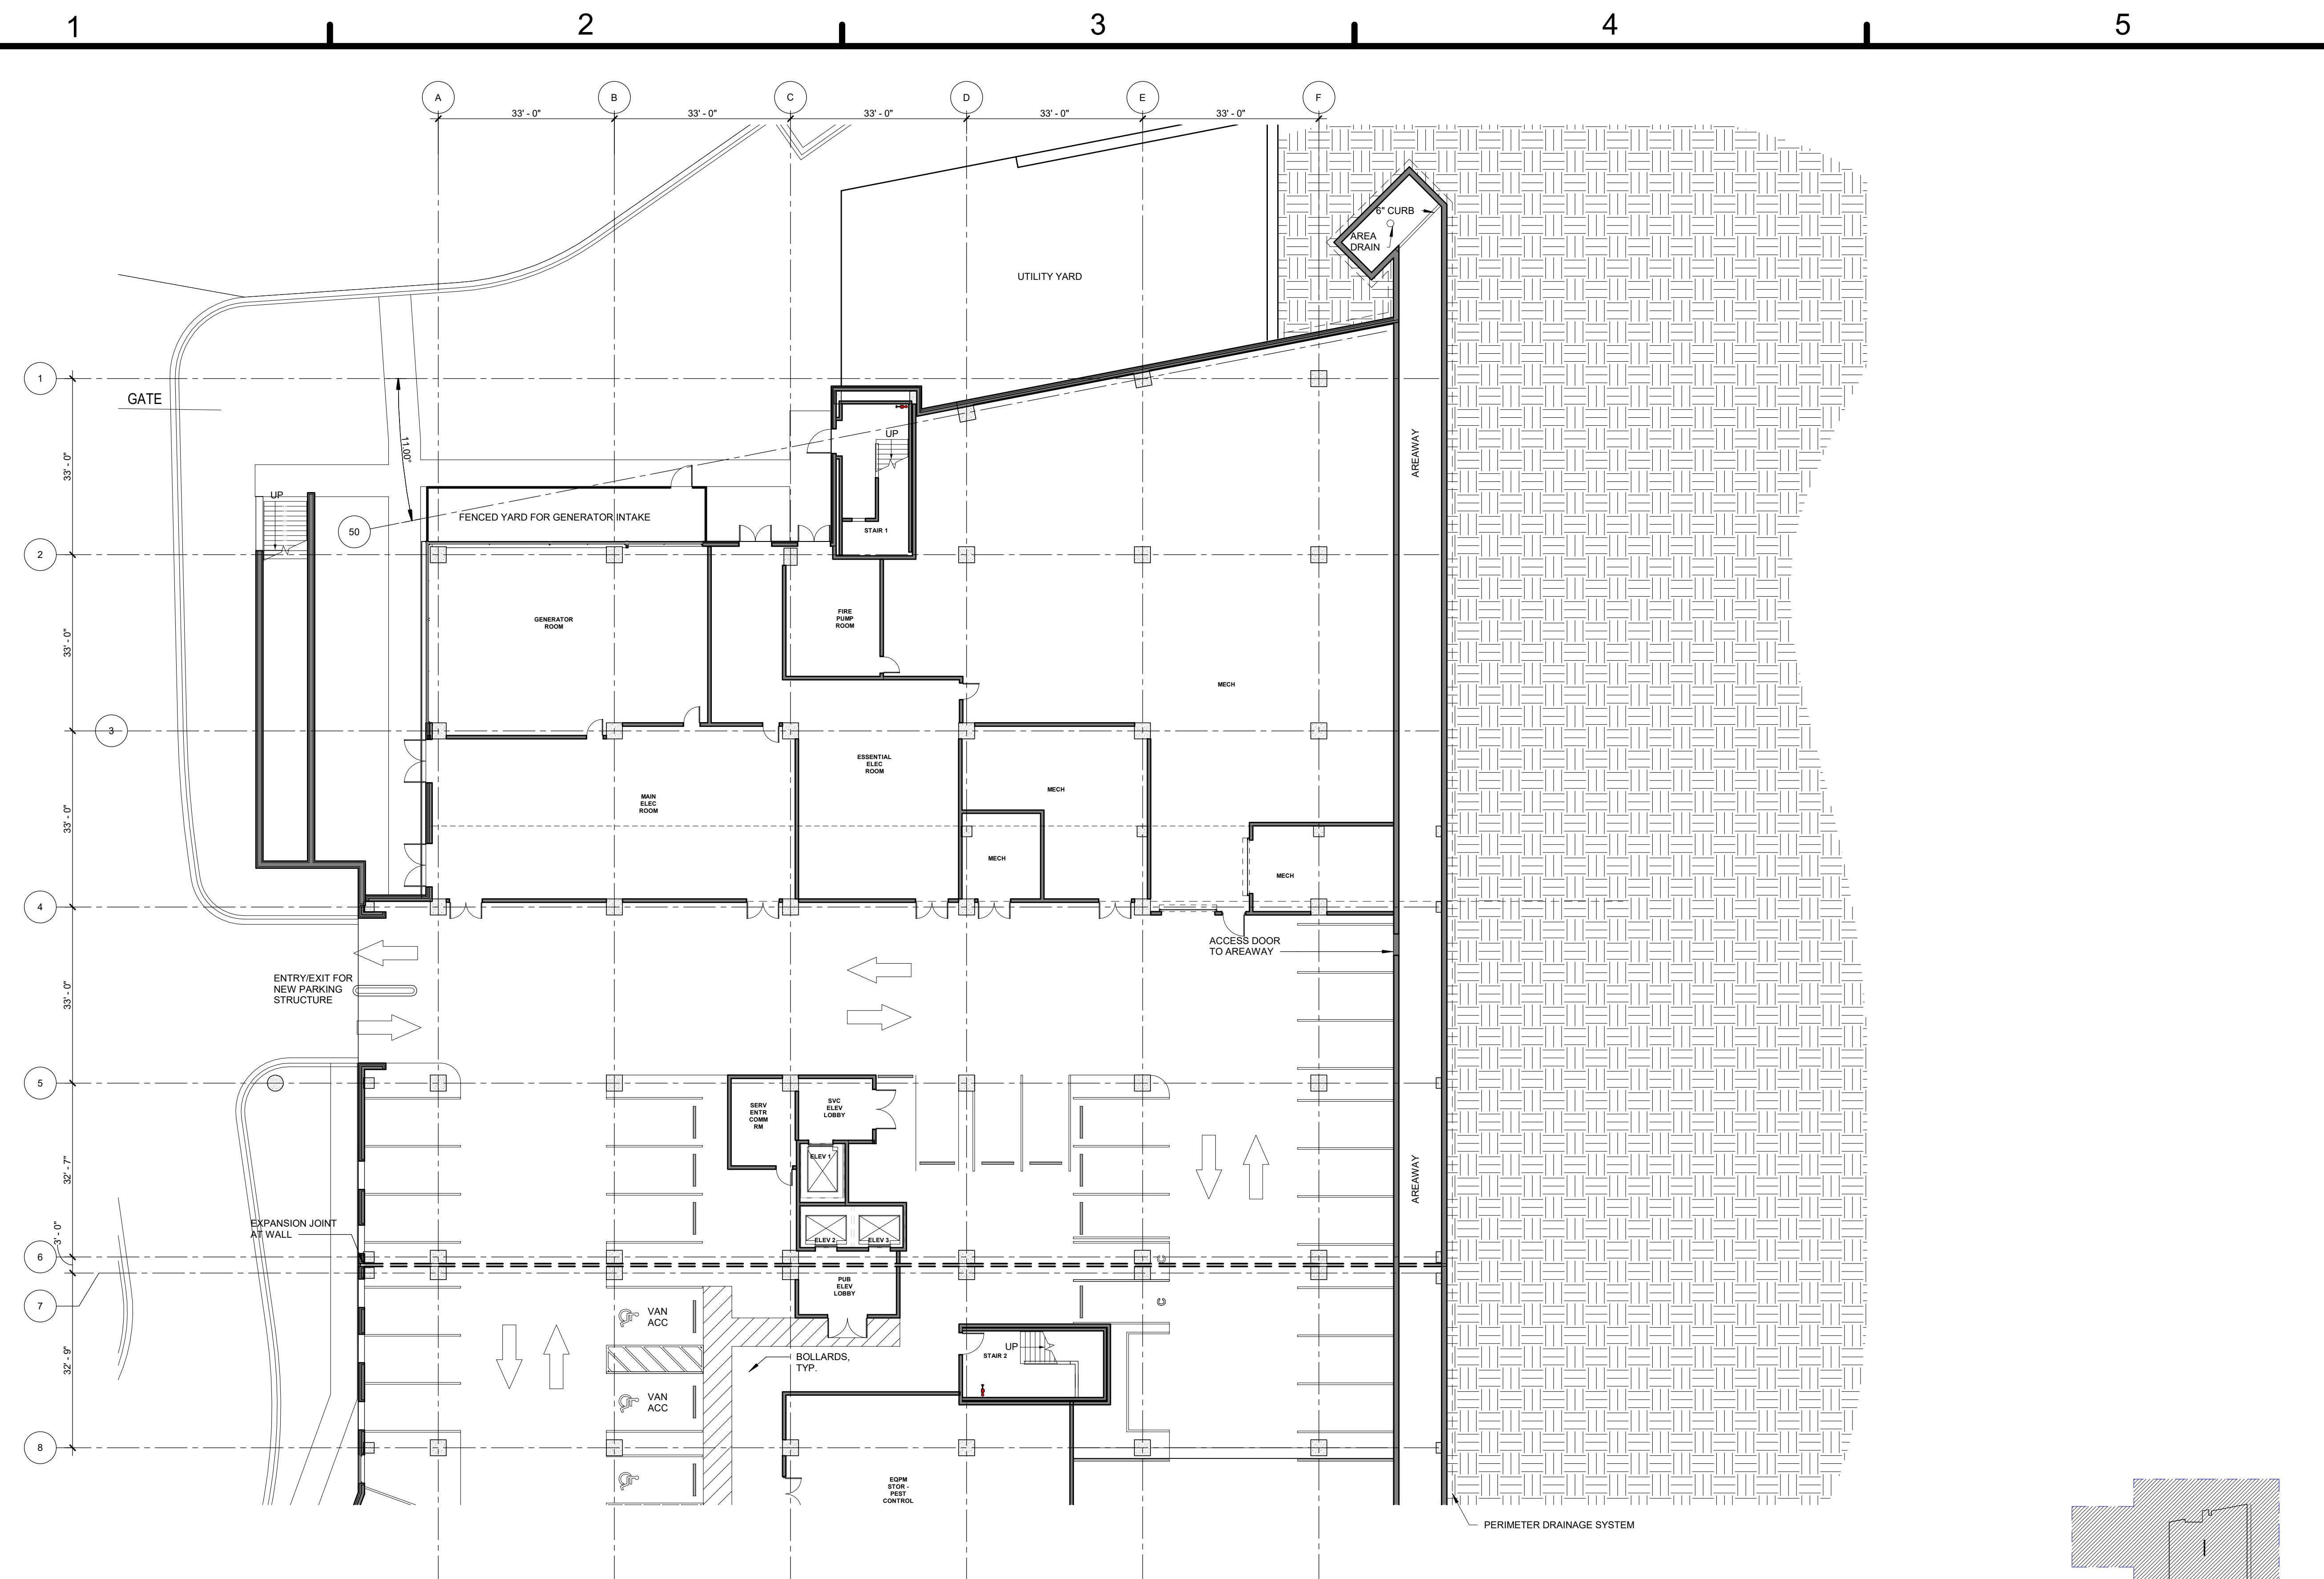 1
2
3
4
5
A
B
C
D
E
F
33' - 0"
33' - 0"
33' - 0"
33' - 0"
33' - 0"
6" CURB
AREA
DRAIN
UTILITY YARD
1
GATE
11.00°
UP
AREAWAY
33' - 0"
UP
FENCED YARD FOR GENERATOR INTAKE
50
STAIR 1
2
GENERATOR
ROOM
FIRE
PUMP
ROOM
33' - 0"
MECH
3
ESSENTIAL
ELEC
ROOM
MAIN
ELEC
ROOM
MECH
33' - 0"
MECH
MECH
4
ACCESS DOOR
TO AREAWAY
ENTRY/EXIT FOR
NEW PARKING
STRUCTURE
33' - 0"
5
SERV
ENTR
COMM
RM
SVC
ELEV
LOBBY
ELEV 1
32' - 7"
AREAWAY
EXPANSION JOINT
AT WALL
3' - 0"
ELEV 2
ELEV 3
6
C
7
PUB
ELEV
LOBBY
C
VAN
ACC
UP
STAIR 2
BOLLARDS,
TYP.
32' - 9"
VAN
ACC
8
EQPM
STOR -
PEST
CONTROL
PERIMETER DRAINAGE SYSTEM